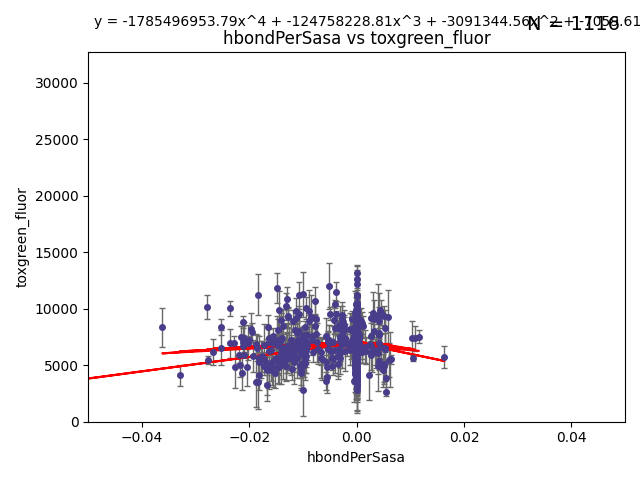 y = -1785496953.79x^4 + -124758228.81x^3 + -3091344.56x^2 +
N = 1116
hbondPerSasa vs toxgreen_fluor
30000
25000
20000
15000
10000
5000
0
toxgreen_fluor
−0.04 −0.02 0.00 0.02 0.04
hbondPerSasa